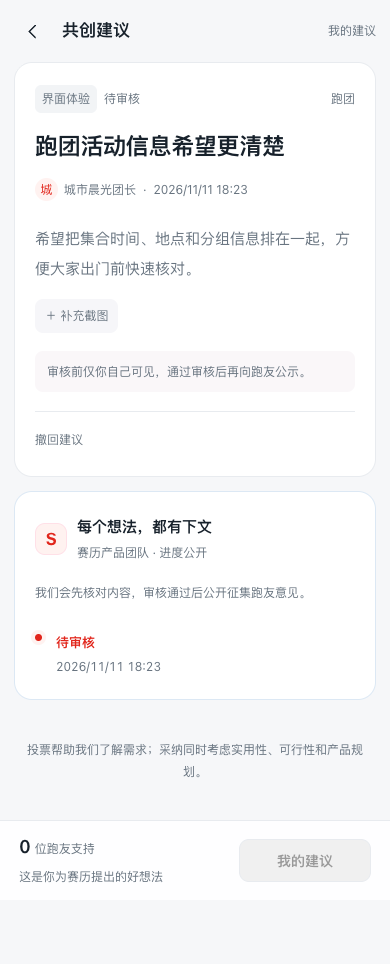 共创建议
我的建议
界面体验 待审核 跑团
跑团活动信息希望更清楚
城 城市晨光团长 · 2026/11/11 18:23
希望把集合时间、地点和分组信息排在一起，方
便大家出门前快速核对。
+ 补充截图
审核前仅你自己可见，通过审核后再向跑友公示。
撤回建议
S
每个想法，都有下文
赛历产品团队 · 进度公开
我们会先核对内容，审核通过后公开征集跑友意见。
待审核
2026/11/11 18:23
投票帮助我们了解需求；采纳同时考虑实用性、可行性和产品规
划。
0 位跑友支持
这是你为赛历提出的好想法
我的建议